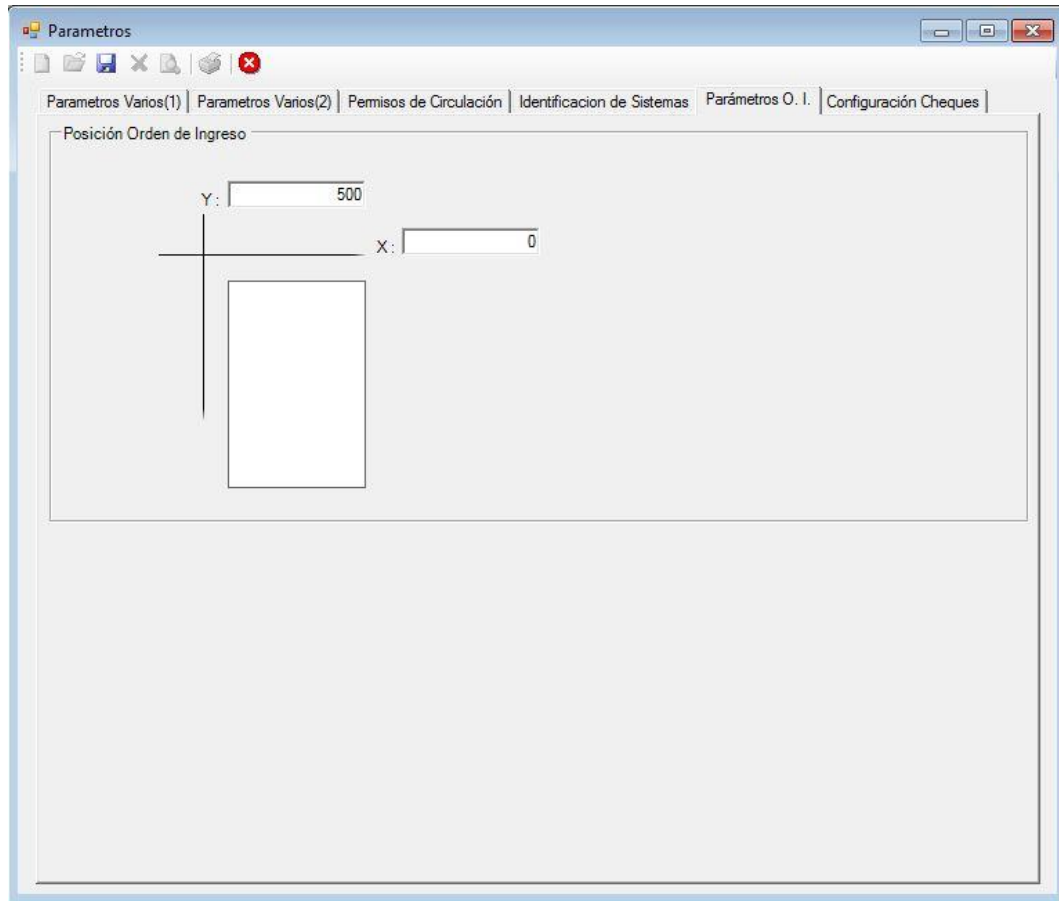 Parametros
Parametros Varios(1) Parametros Varios(2) Permisos de Circulación Identificacion de Sistemas Parámetros O. I. Configuración Cheques
Posición Orden de Ingreso
Y: 500
X: 0